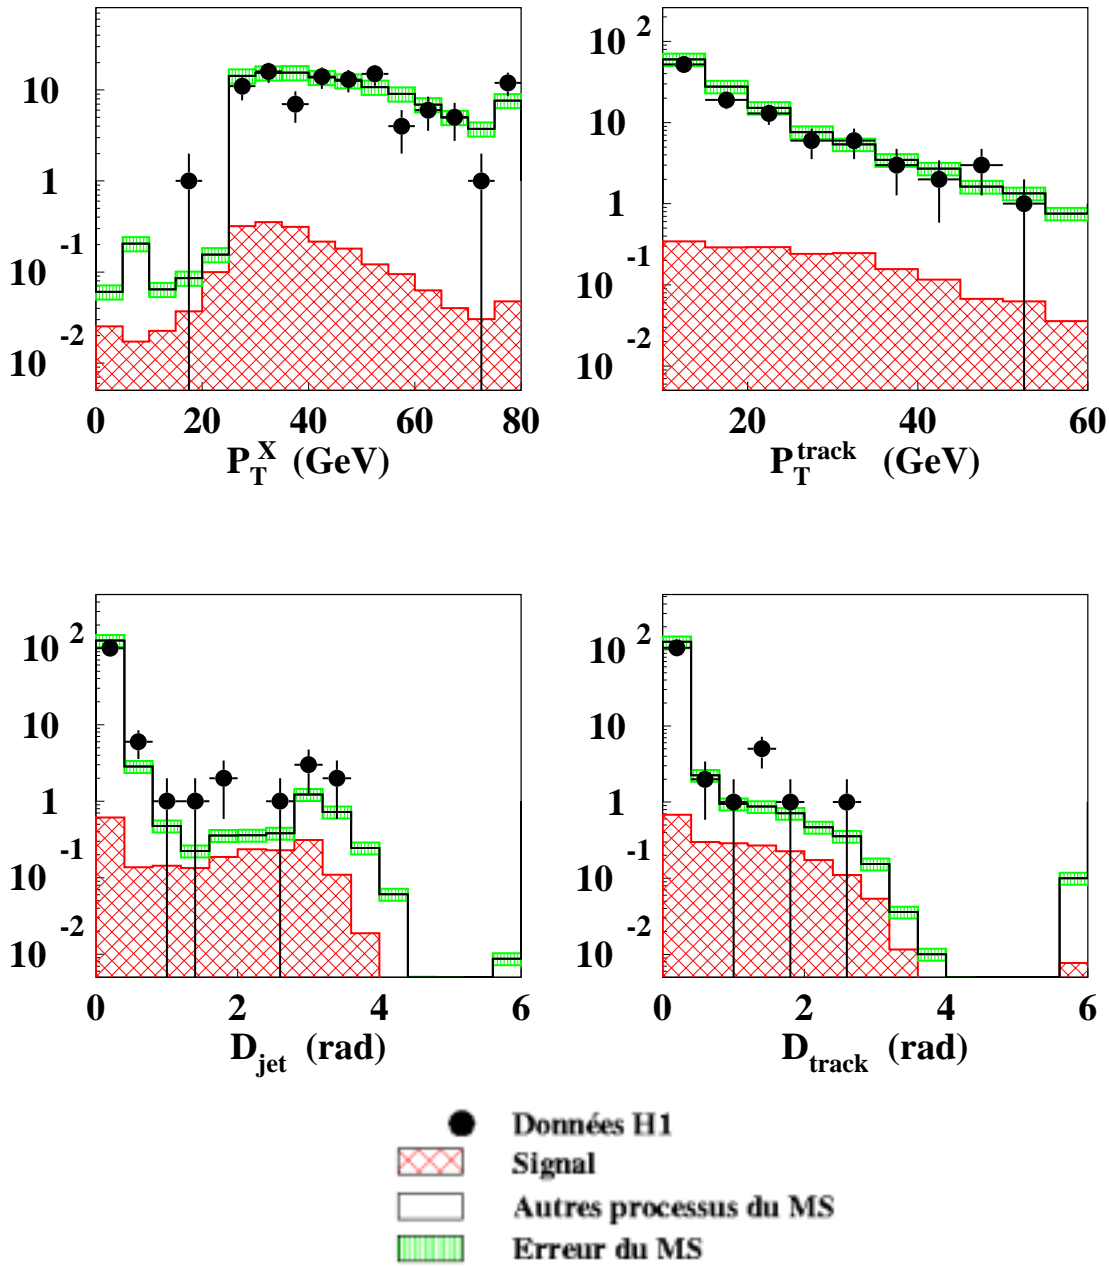 10
1
10 -1
10 -2
0 20 40 60 80
P_T^X (GeV)
10 2
10
1
10 -1
10 -2
20 40 60
P_T^track (GeV)
10 2
10
1
10 -1
10 -2
0 2 4 6
D_jet (rad)
10 2
10
1
10 -1
10 -2
0 2 4 6
D_track (rad)
Données H1
Signal
Autres processus du MS
Erreur du MS